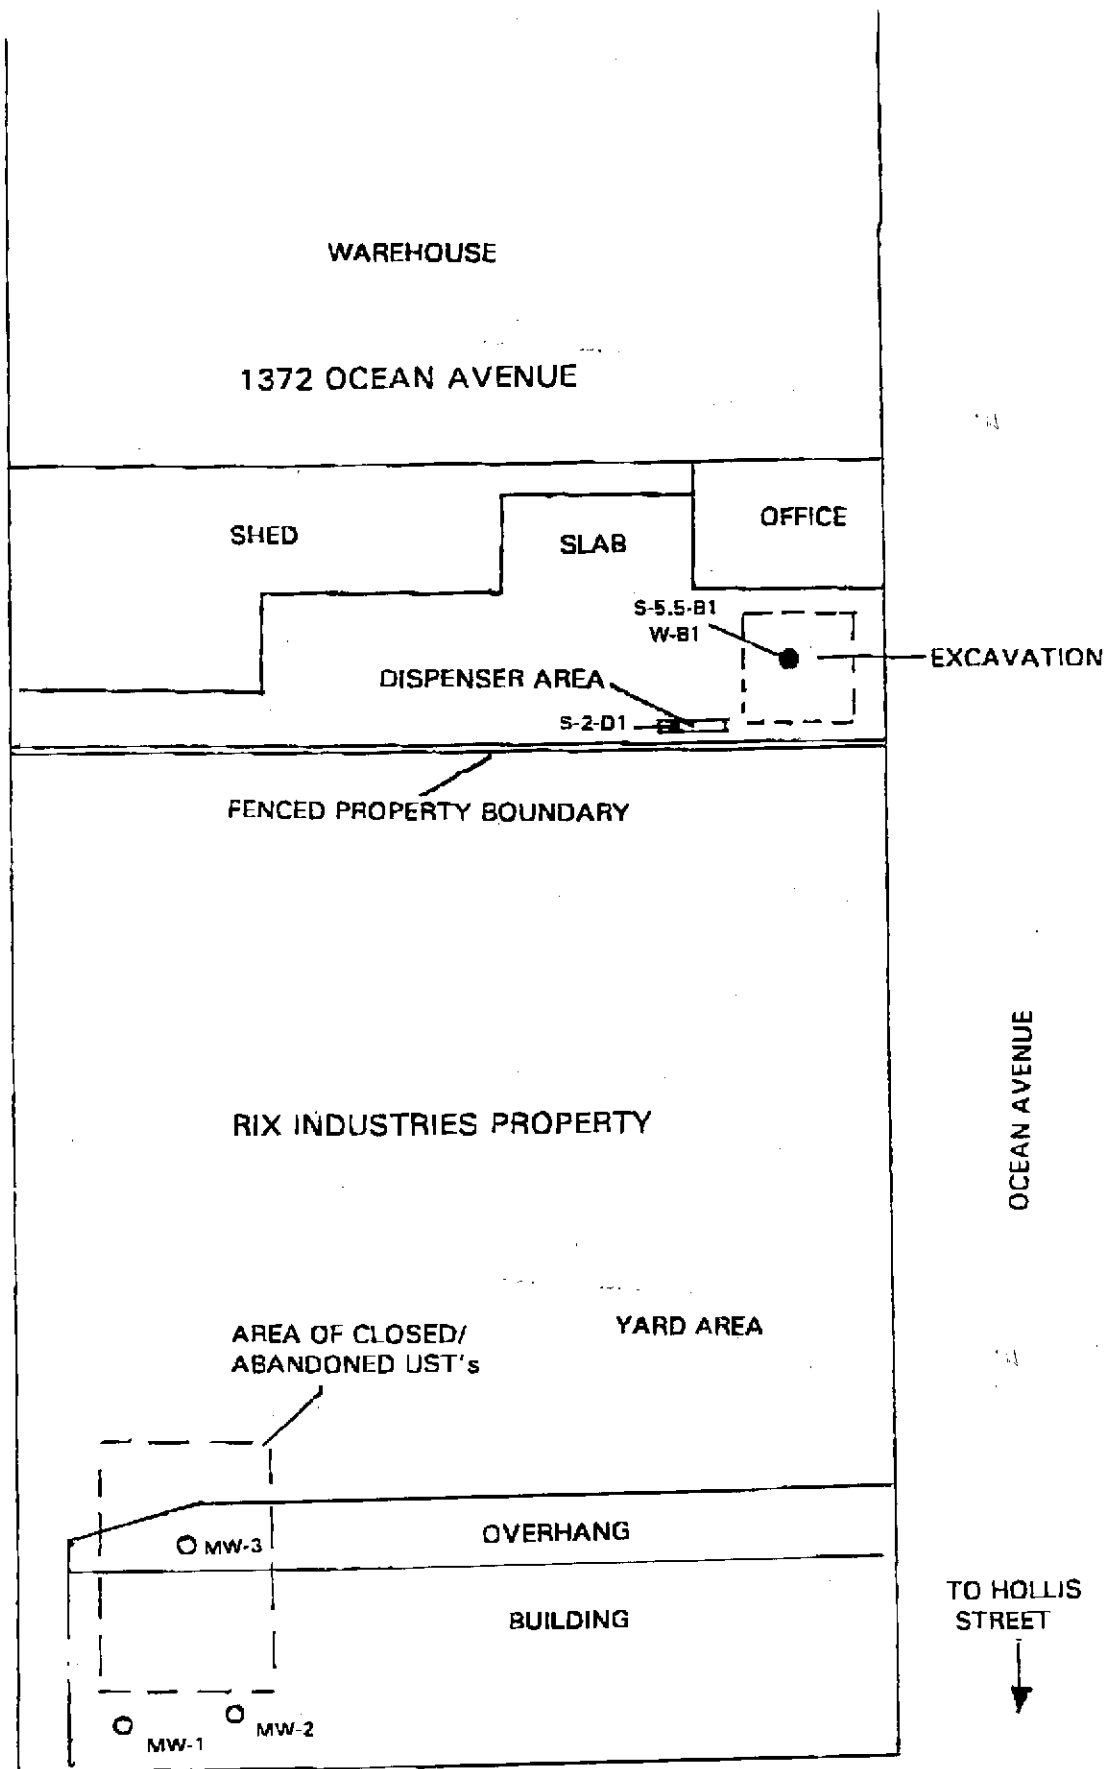 WAREHOUSE
1372 OCEAN AVENUE
SHED
SLAB
OFFICE
S-5.5-B1
W-B1
EXCAVATION
DISPENSER AREA
S-2-D1
FENCED PROPERTY BOUNDARY
RIX INDUSTRIES PROPERTY
OCEAN AVENUE
YARD AREA
AREA OF CLOSED/
ABANDONED UST's
MW-3
OVERHANG
BUILDING
TO HOLLIS
STREET
MW-1
MW-2